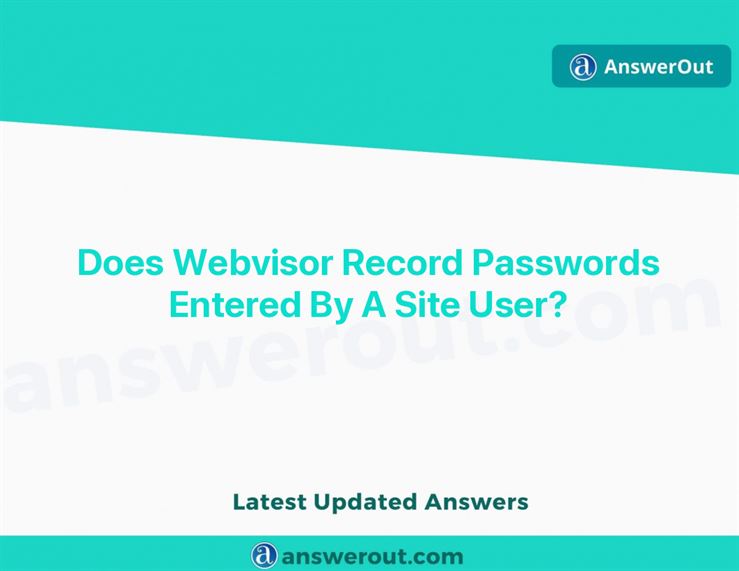 AnswerOut
Does Webvisor Record Passwords
Entered By A Site User?
answerout.com
Latest Updated Answers
answerout.com